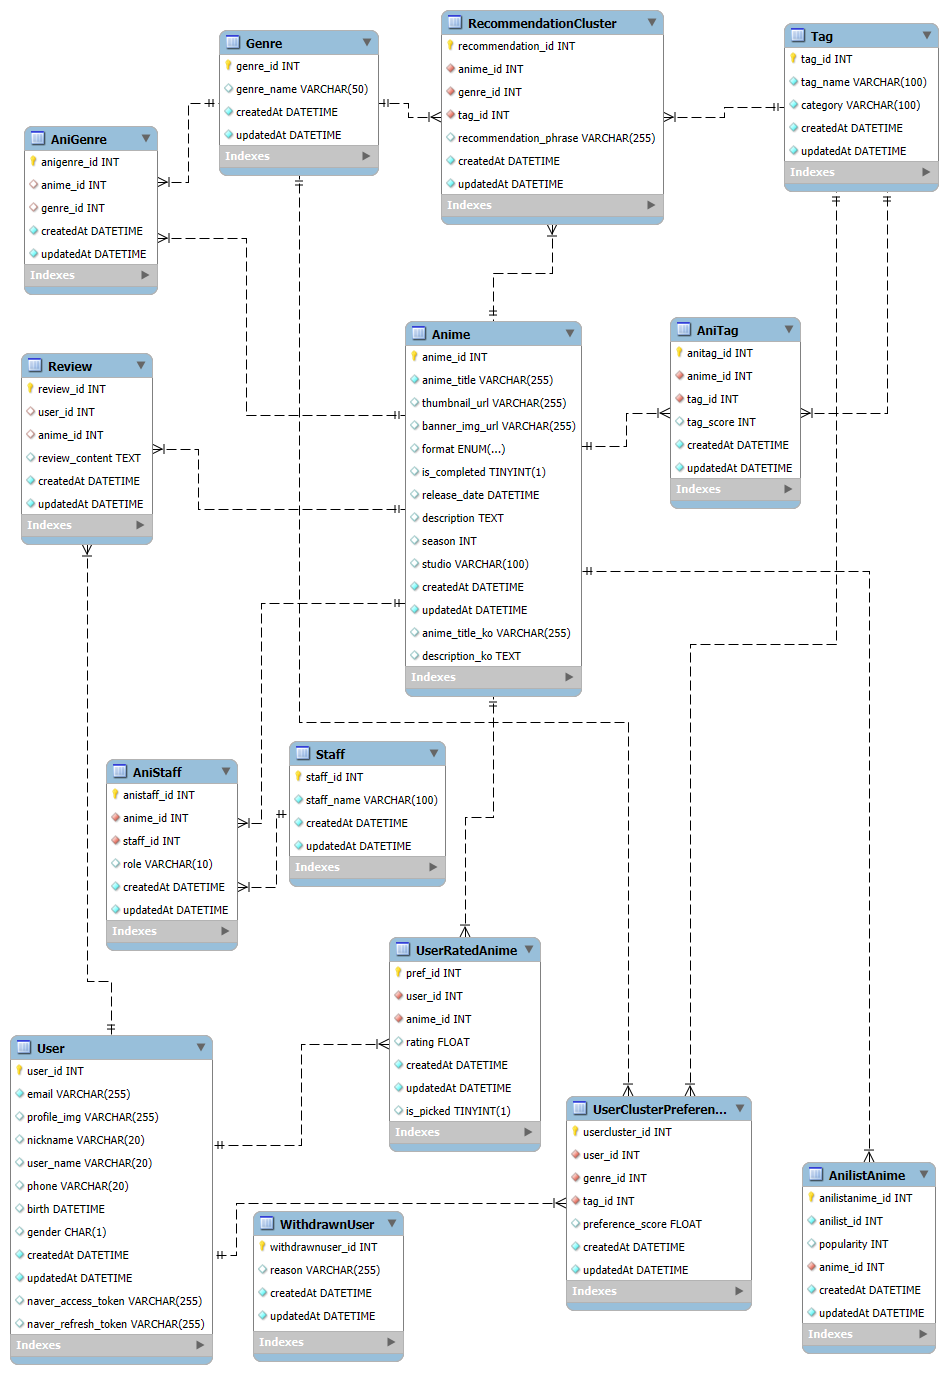 Genre
genre_id INT
genre_name VARCHAR(50)
createdAt DATETIME
updatedAt DATETIME
Indexes
RecommendationCluster
recommendation_id INT
anime_id INT
genre_id INT
tag_id INT
recommendation_phrase VARCHAR(255)
createdAt DATETIME
updatedAt DATETIME
Indexes
Tag
tag_id INT
tag_name VARCHAR(100)
category VARCHAR(100)
createdAt DATETIME
updatedAt DATETIME
Indexes
AniGenre
anigenre_id INT
anime_id INT
genre_id INT
createdAt DATETIME
updatedAt DATETIME
Indexes
Review
review_id INT
user_id INT
anime_id INT
review_content TEXT
createdAt DATETIME
updatedAt DATETIME
Indexes
Anime
anime_id INT
anime_title VARCHAR(255)
thumbnail_url VARCHAR(255)
banner_img_url VARCHAR(255)
format ENUM(...)
is_completed TINYINT(1)
release_date DATETIME
description TEXT
season INT
studio VARCHAR(100)
createdAt DATETIME
updatedAt DATETIME
anime_title_ko VARCHAR(255)
description_ko TEXT
Indexes
AniTag
anitag_id INT
anime_id INT
tag_id INT
tag_score INT
createdAt DATETIME
updatedAt DATETIME
Indexes
AniStaff
anistaff_id INT
anime_id INT
staff_id INT
role VARCHAR(10)
createdAt DATETIME
updatedAt DATETIME
Indexes
Staff
staff_id INT
staff_name VARCHAR(100)
createdAt DATETIME
updatedAt DATETIME
Indexes
UserRatedAnime
pref_id INT
user_id INT
anime_id INT
rating FLOAT
createdAt DATETIME
updatedAt DATETIME
is_picked TINYINT(1)
Indexes
User
user_id INT
email VARCHAR(255)
profile_img VARCHAR(255)
nickname VARCHAR(20)
user_name VARCHAR(20)
phone VARCHAR(20)
birth DATETIME
gender CHAR(1)
createdAt DATETIME
updatedAt DATETIME
naver_access_token VARCHAR(255)
naver_refresh_token VARCHAR(255)
Indexes
WithdrawnUser
withdrawnuser_id INT
reason VARCHAR(255)
createdAt DATETIME
updatedAt DATETIME
Indexes
UserClusterPreferen...
usercluster_id INT
user_id INT
genre_id INT
tag_id INT
preference_score FLOAT
createdAt DATETIME
updatedAt DATETIME
Indexes
AnilistAnime
anilistanime_id INT
anilist_id INT
popularity INT
anime_id INT
createdAt DATETIME
updatedAt DATETIME
Indexes